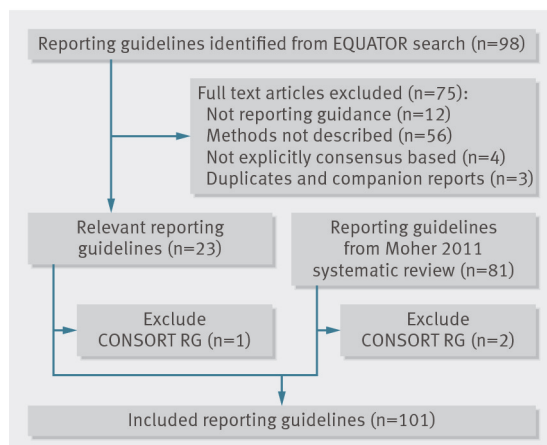 Reporting guidelines identified from EQUATOR search (n=98)
Full text articles excluded (n=75):
Not reporting guidance (n=12)
Methods not described (n=56)
Not explicitly consensus based (n=4)
Duplicates and companion reports (n=3)
Relevant reporting
guidelines (n=23)
Reporting guidelines
from Moher 2011
systematic review (n=81)
Exclude
CONSORT RG (n=1)
Exclude
CONSORT RG (n=2)
Included reporting guidelines (n=101)